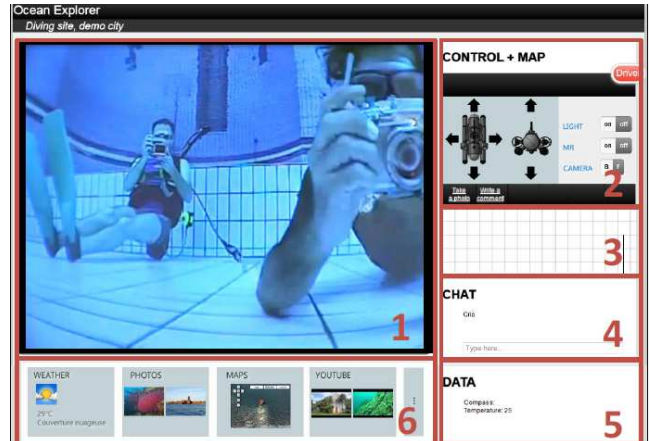 Ocean Explorer
Diving site, demo city
1
CONTROL + MAP
Drive
LIGHT on off
MR on off
CAMERA B F
Take a photo
Write a comment
2
3
CHAT
Cris
Type here...
4
DATA
Compass:
Temperature: 25
5
WEATHER
25°C
Couverture nuageuse
PHOTOS
MAPS
YOUTUBE
6